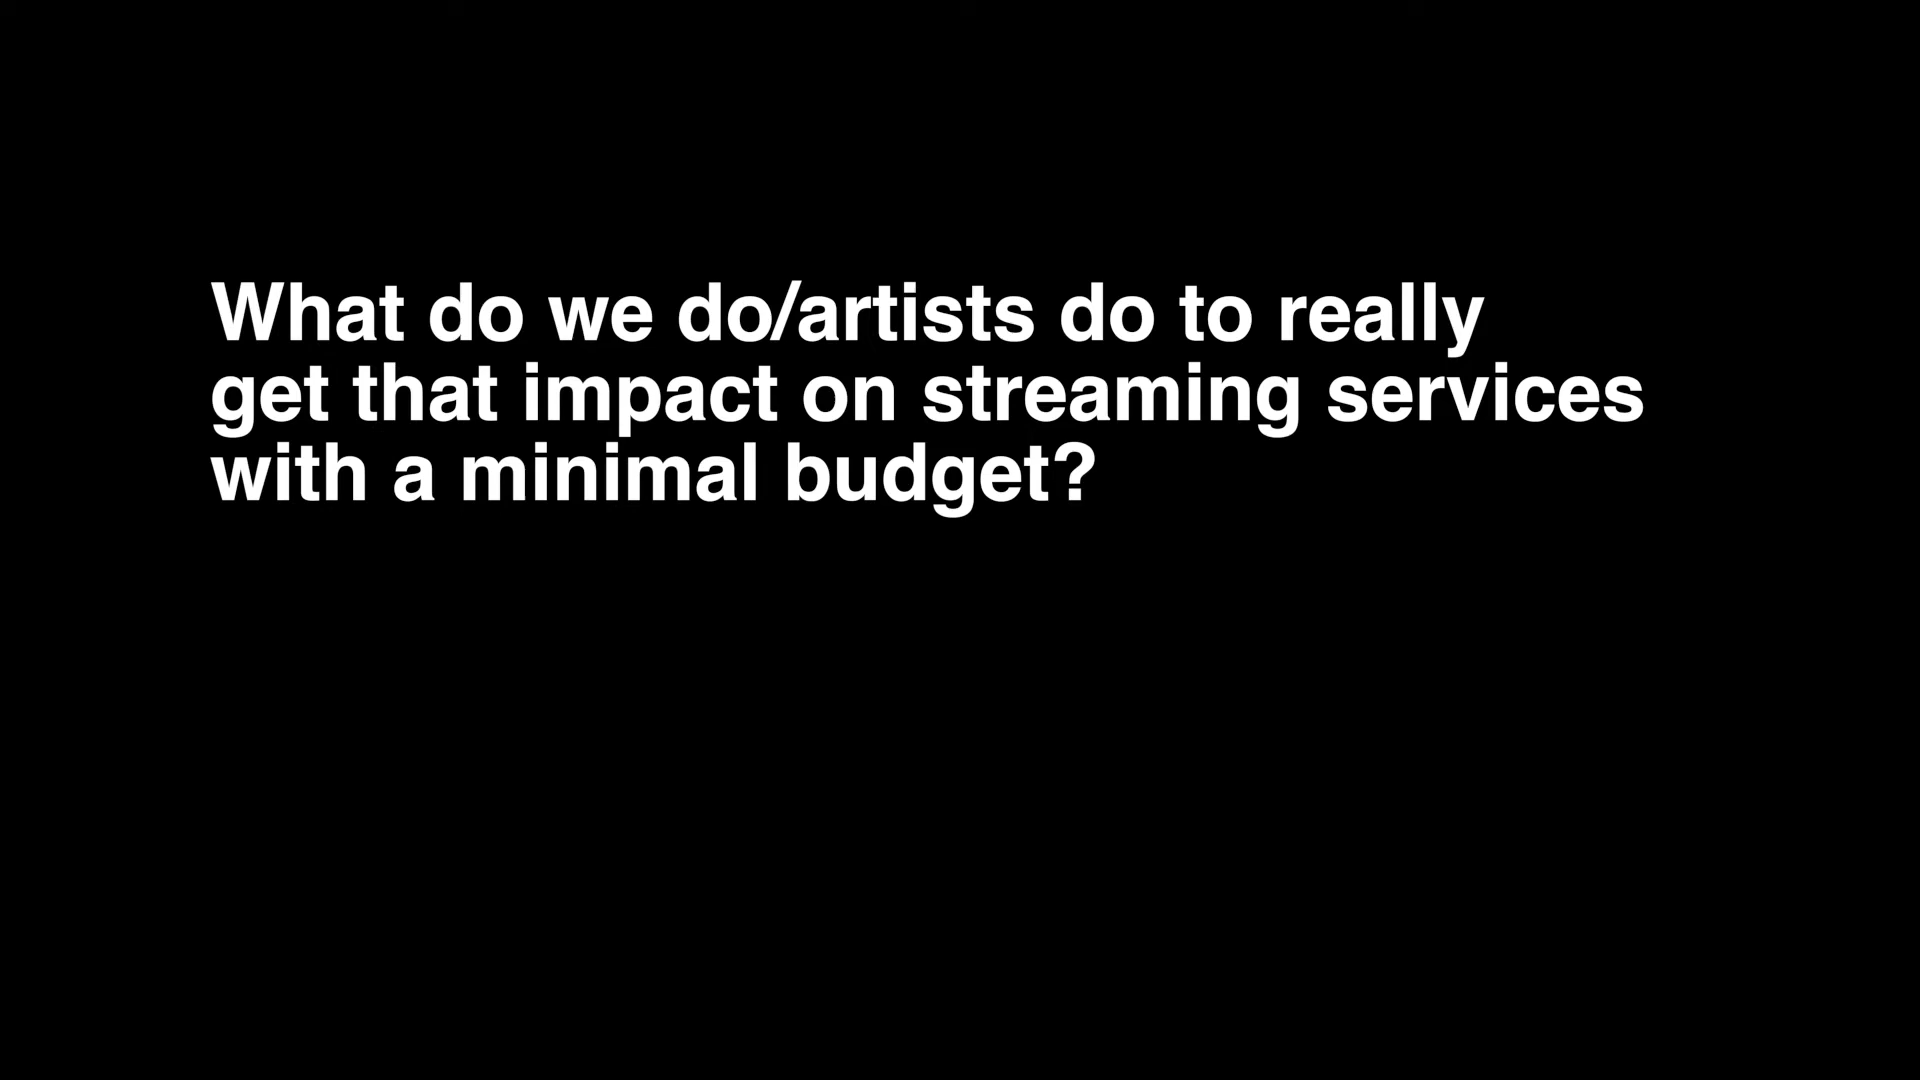 What do we do/artists do to really
get that impact on streaming services
with a minimal budget?